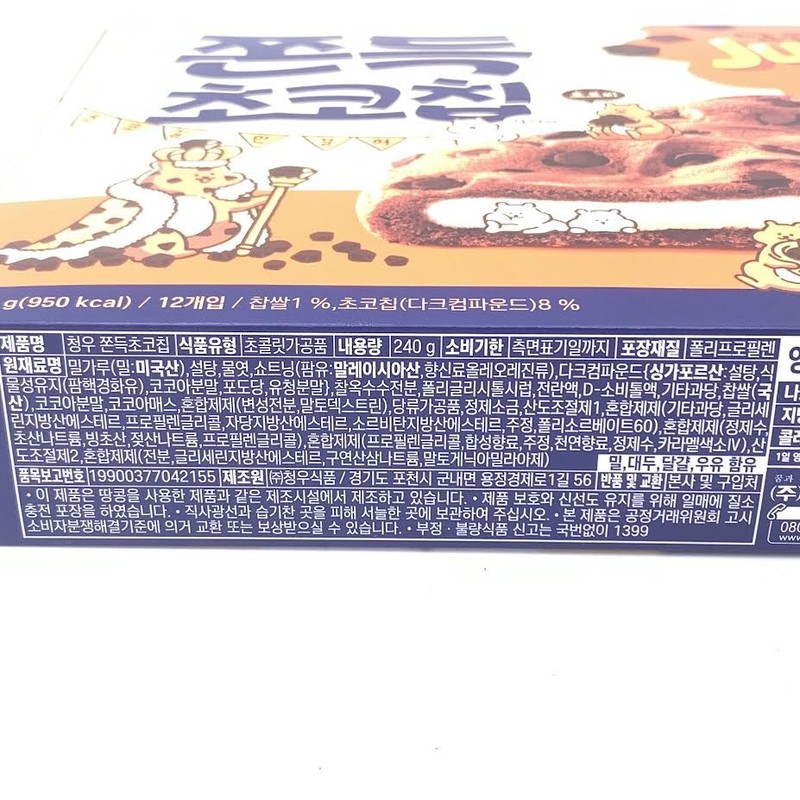 쫀득
초코칩
g(950 kcal) / 12개입 / 찹쌀1 %,초코칩(다크컴파운드)8 %
제품명 청우 쫀득초코칩 식품유형 초콜릿가공품 내용량 240 g 소비기한 측면표기일까지 포장재질 폴리프로필렌
원재료명 밀가루(밀:미국산),설탕,물엿,쇼트닝(팜유:말레이시아산,향신료올레오레진류),다크컴파운드(싱가포르산:설탕,식
물성유지(팜핵경화유),코코아분말,포도당,유청분말),찰옥수수전분,폴리글리시톨시럽,전란액,D-소비톨액,기타과당,찹쌀(국
산),코코아분말,코코아매스,혼합제제(변성전분,말토덱스트린),당류가공품,정제소금,산도조절제1,혼합제제(기타과당,글리세
린지방산에스테르,프로필렌글리콜,자당지방산에스테르,소르비탄지방산에스테르,주정,폴리소르베이트60),혼합제제(정제수,
초산나트륨,빙초산,젖산나트륨,프로필렌글리콜),혼합제제(프로필렌글리콜,합성향료,주정,천연향료,정제수,카라멜색소Ⅳ),산
도조절제2,혼합제제(전분,글리세린지방산에스테르,구연산삼나트륨,말토게닉아밀라아제) 밀,대두,달걀,우유 함유
품목보고번호 19900377042155 제조원 ㈜청우식품 / 경기도 포천시 군내면 용정경제로1길 56 반품 및 교환 본사 및 구입처
• 이 제품은 땅콩을 사용한 제품과 같은 제조시설에서 제조하고 있습니다. • 제품 보호와 신선도 유지를 위해 일매에 질소
충전 포장을 하였습니다. • 직사광선과 습기찬 곳을 피해 서늘한 곳에 보관하여 주십시오. • 본 제품은 공정거래위원회 고시
소비자분쟁해결기준에 의거 교환 또는 보상받으실 수 있습니다. • 부정 · 불량식품 신고는 국번없이 1399